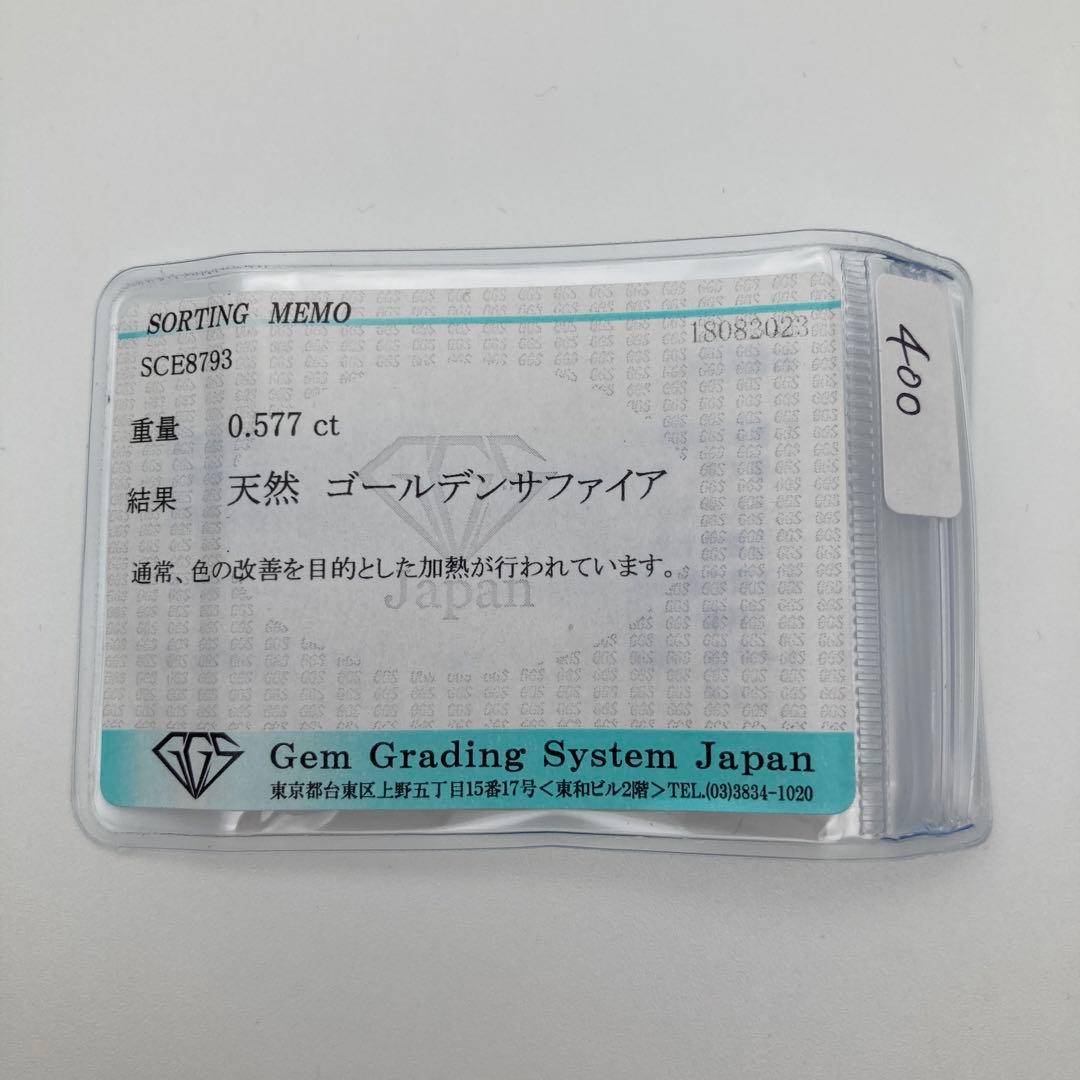 SORTING MEMO
18082023
SCE8793
重量 0.577 ct
結果 天然 ゴールデンサファイア
通常、色の改善を目的とした加熱が行われています。
GGS
Japan
GGS Gem Grading System Japan
東京都台東区上野五丁目15番17号＜東和ビル2階＞TEL.(03)3834-1020
400